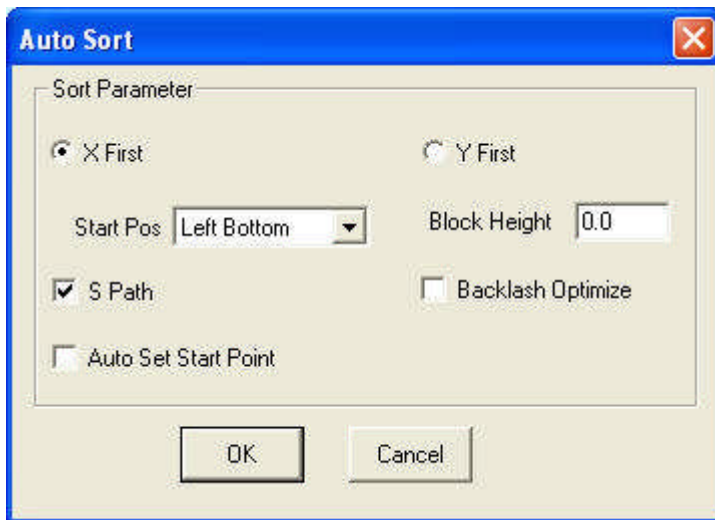 Auto Sort
Sort Parameter
X First
Y First
Start Pos Left Bottom
Block Height 0.0
S Path
Backlash Optimize
Auto Set Start Point
OK
Cancel